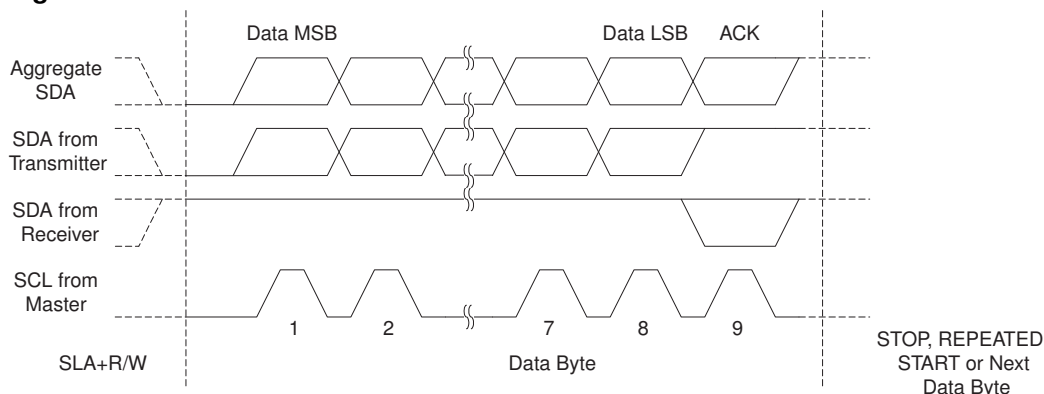 Data MSB
Data LSB
ACK
Aggregate
SDA
SDA from
Transmitter
SDA from
Receiver
SCL from
Master
1
2
7
8
9
SLA+R/W
Data Byte
STOP, REPEATED
START or Next
Data Byte